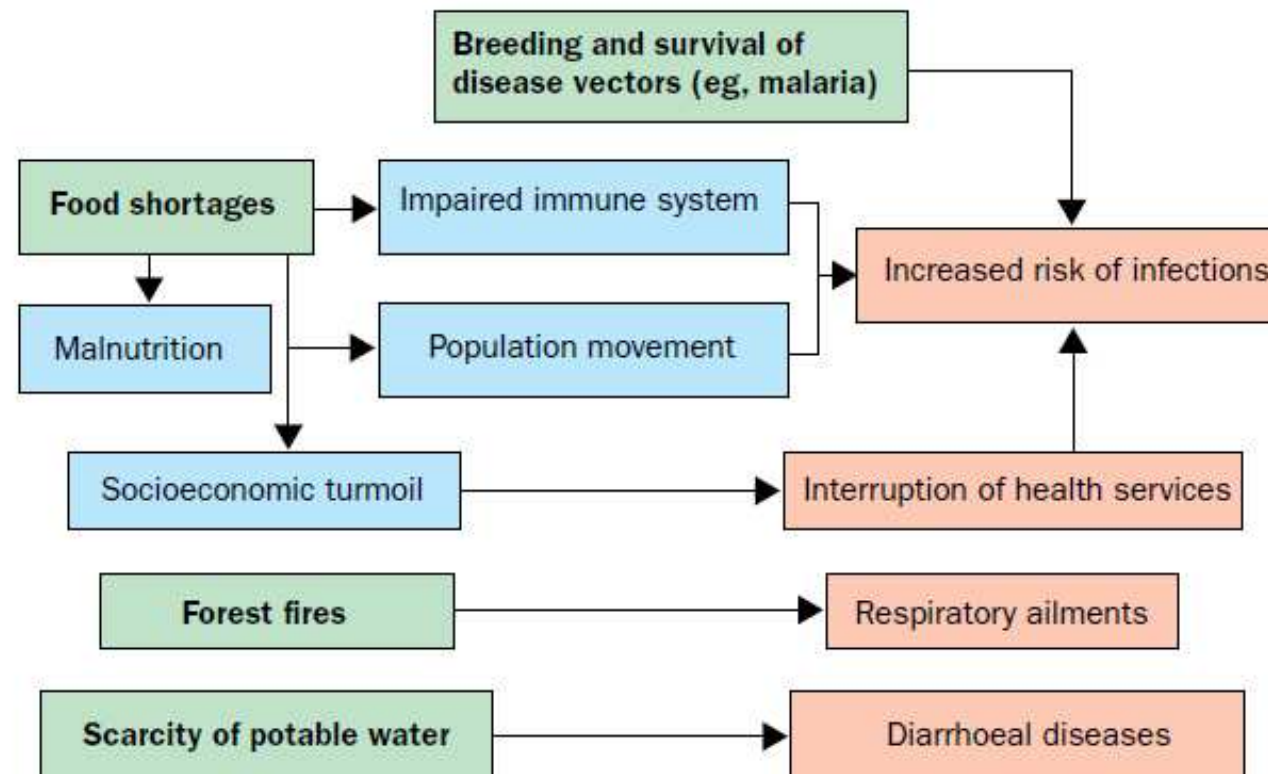 Breeding and survival of
disease vectors (eg, malaria)
Food shortages
Impaired immune system
Increased risk of infections
Malnutrition
Population movement
Socioeconomic turmoil
Interruption of health services
Forest fires
Respiratory ailments
Scarcity of potable water
Diarrhoeal diseases